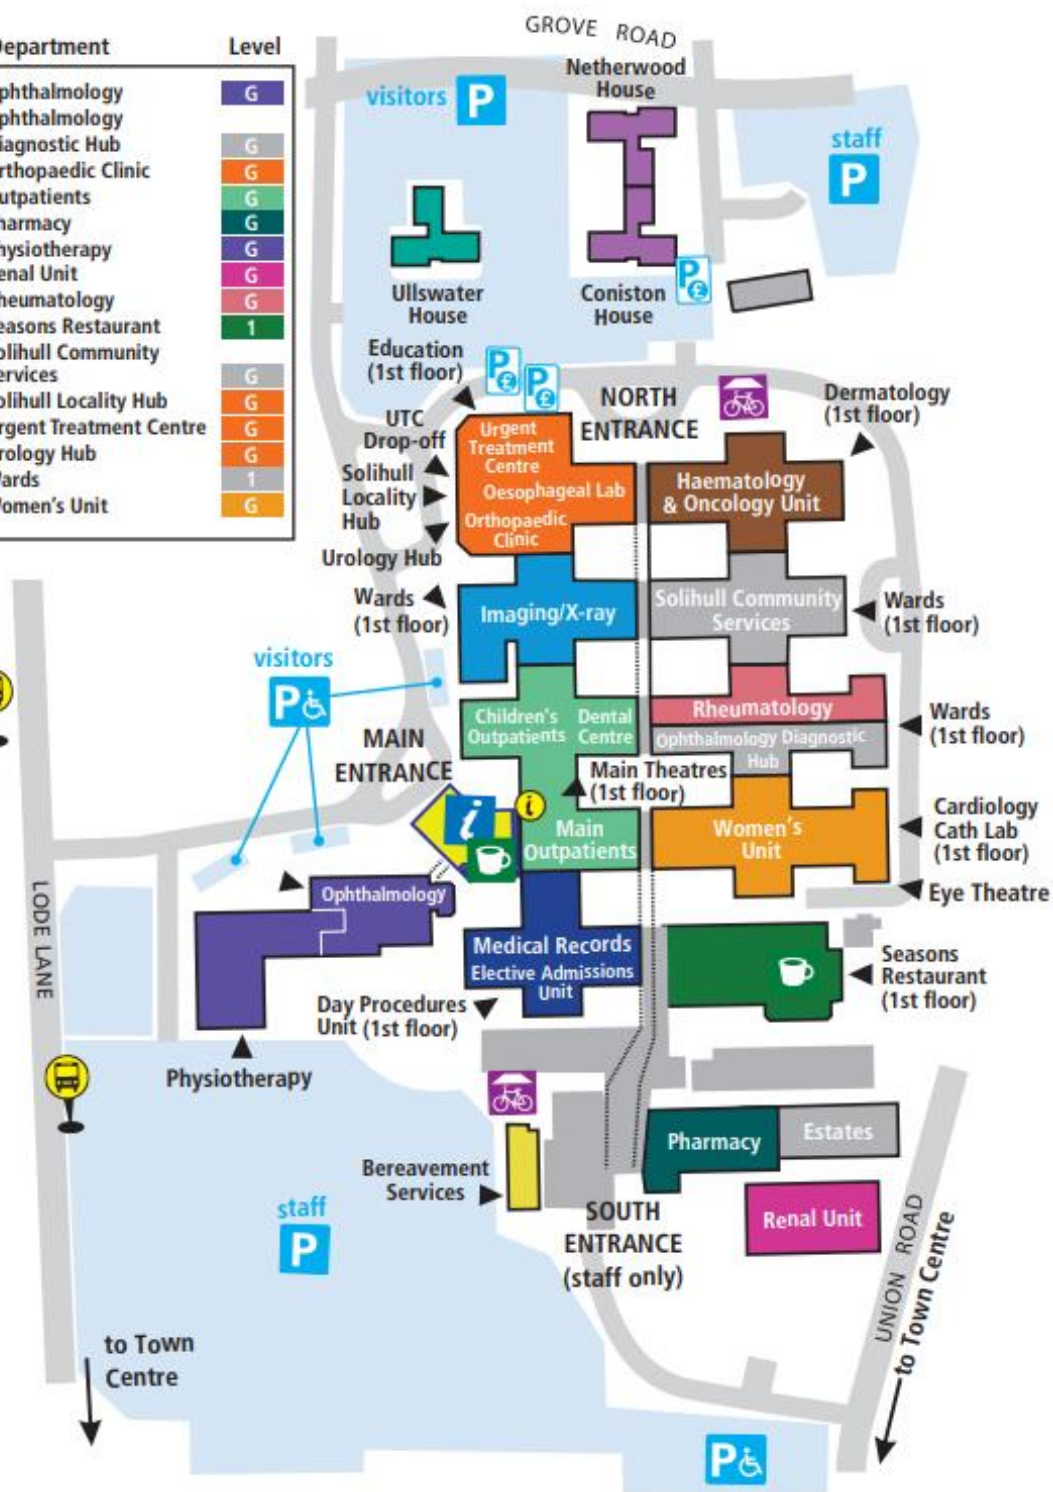 Department Level
phthalmology G
phthalmology
iagnostic Hub G
rthopaedic Clinic G
utpatients G
harmacy G
hysiotherapy G
enal Unit G
heumatology G
easons Restaurant 1
olihull Community
ervices G
olihull Locality Hub G
rgent Treatment Centre G
rology Hub G
ards 1
omen's Unit G
GROVE ROAD
Netherwood
House
visitors P
staff
P
Ullswater
House
Coniston
House
P£
Education
(1st floor)
P£
P£
NORTH
ENTRANCE
Dermatology
(1st floor)
UTC
Drop-off
Solihull
Locality
Hub
Urology Hub
Urgent
Treatment
Centre
Oesophageal Lab
Orthopaedic
Clinic
Haematology
& Oncology Unit
Wards
(1st floor)
Imaging/X-ray
Solihull Community
Services
Wards
(1st floor)
visitors
P
MAIN
ENTRANCE
Children's
Outpatients
Dental
Centre
Rheumatology
Ophthalmology Diagnostic
Hub
Wards
(1st floor)
Main Theatres
(1st floor)
i
i
Main
Outpatients
Women's
Unit
Cardiology
Cath Lab
(1st floor)
Eye Theatre
LODE LANE
Ophthalmology
Medical Records
Elective Admissions
Unit
Seasons
Restaurant
(1st floor)
Day Procedures
Unit (1st floor)
Physiotherapy
Pharmacy
Estates
Bereavement
Services
Renal Unit
staff
P
SOUTH
ENTRANCE
(staff only)
UNION ROAD
to Town Centre
to Town
Centre
P